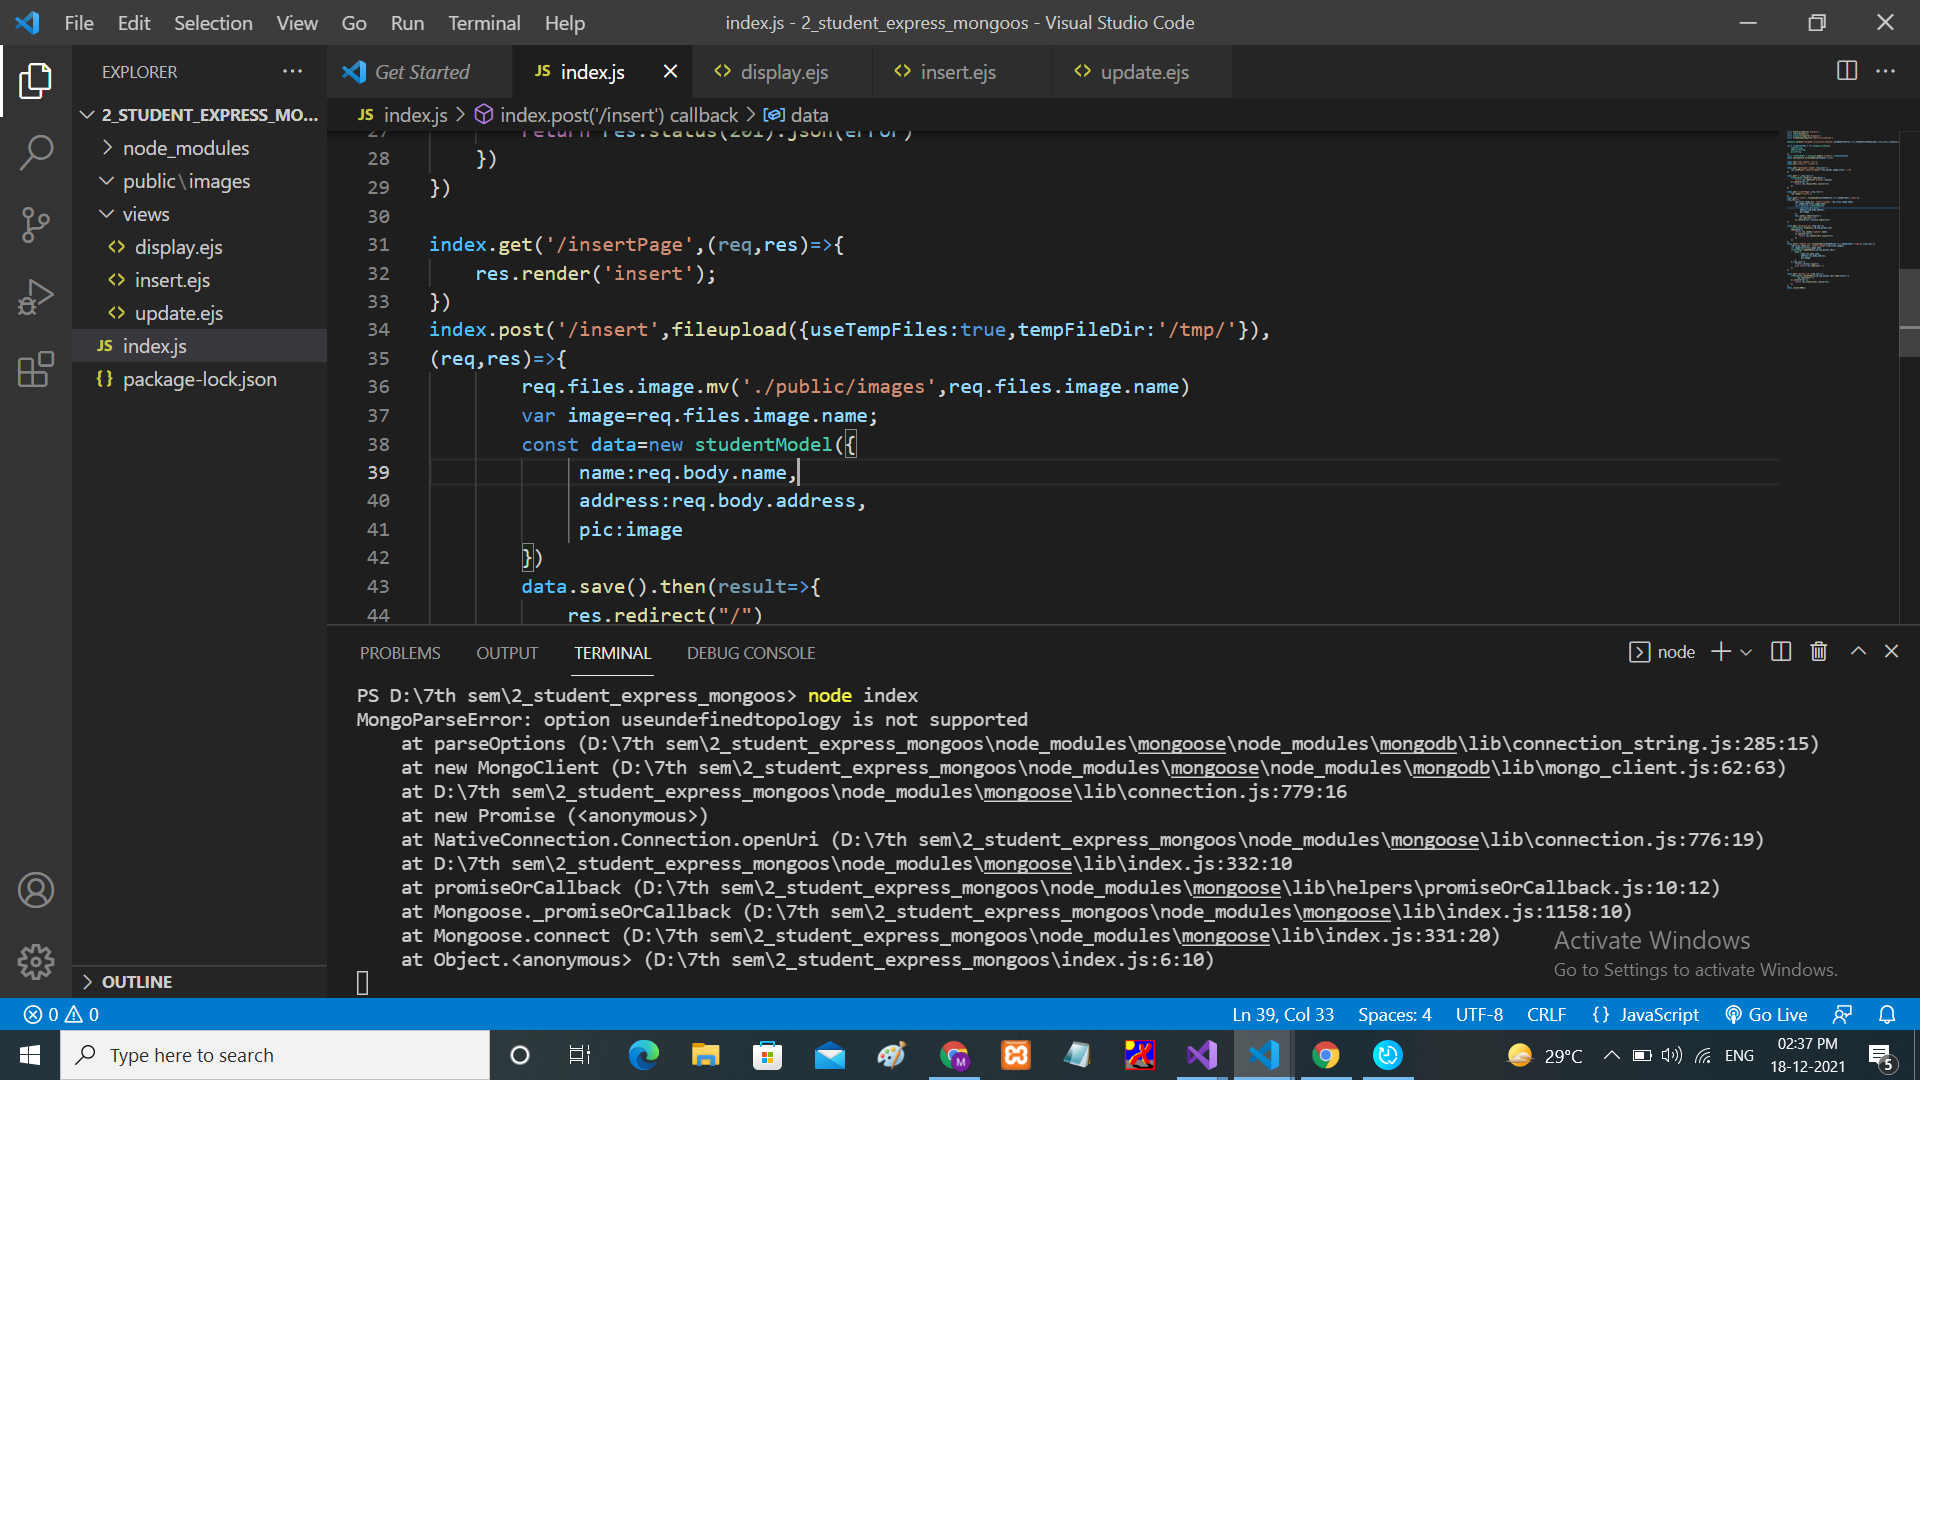 File Edit Selection View Go Run Terminal Help
index.js - 2_student_express_mongoos - Visual Studio Code
EXPLORER
2_STUDENT_EXPRESS_MO...
node_modules
public\images
views
<> display.ejs
<> insert.ejs
<> update.ejs
JS index.js
{} package-lock.json
OUTLINE
Get Started
JS index.js
<> display.ejs
<> insert.ejs
<> update.ejs
JS index.js > index.post('/insert') callback > data
27 return res.status(201).json(error)
28 })
29 })
30
31 index.get('/insertPage',(req,res)=>{
32 res.render('insert');
33 })
34 index.post('/insert',fileupload({useTempFiles:true,tempFileDir:'/tmp/'}),
35 (req,res)=>{
36 req.files.image.mv('./public/images',req.files.image.name)
37 var image=req.files.image.name;
38 const data=new studentModel({
39 name:req.body.name,
40 address:req.body.address,
41 pic:image
42 })
43 data.save().then(result=>{
44 res.redirect("/")
PROBLEMS OUTPUT TERMINAL DEBUG CONSOLE
node
PS D:\7th sem\2_student_express_mongoos> node index
MongoParseError: option useundefinedtopology is not supported
at parseOptions (D:\7th sem\2_student_express_mongoos\node_modules\mongoose\node_modules\mongodb\lib\connection_string.js:285:15)
at new MongoClient (D:\7th sem\2_student_express_mongoos\node_modules\mongoose\node_modules\mongodb\lib\mongo_client.js:62:63)
at D:\7th sem\2_student_express_mongoos\node_modules\mongoose\lib\connection.js:779:16
at new Promise (<anonymous>)
at NativeConnection.Connection.openUri (D:\7th sem\2_student_express_mongoos\node_modules\mongoose\lib\connection.js:776:19)
at D:\7th sem\2_student_express_mongoos\node_modules\mongoose\lib\index.js:332:10
at promiseOrCallback (D:\7th sem\2_student_express_mongoos\node_modules\mongoose\lib\helpers\promiseOrCallback.js:10:12)
at Mongoose._promiseOrCallback (D:\7th sem\2_student_express_mongoos\node_modules\mongoose\lib\index.js:1158:10)
at Mongoose.connect (D:\7th sem\2_student_express_mongoos\node_modules\mongoose\lib\index.js:331:20)
at Object.<anonymous> (D:\7th sem\2_student_express_mongoos\index.js:6:10)
Activate Windows
Go to Settings to activate Windows.
0 0
Ln 39, Col 33 Spaces: 4 UTF-8 CRLF {} JavaScript Go Live
Type here to search
29°C ENG
02:37 PM
18-12-2021
5